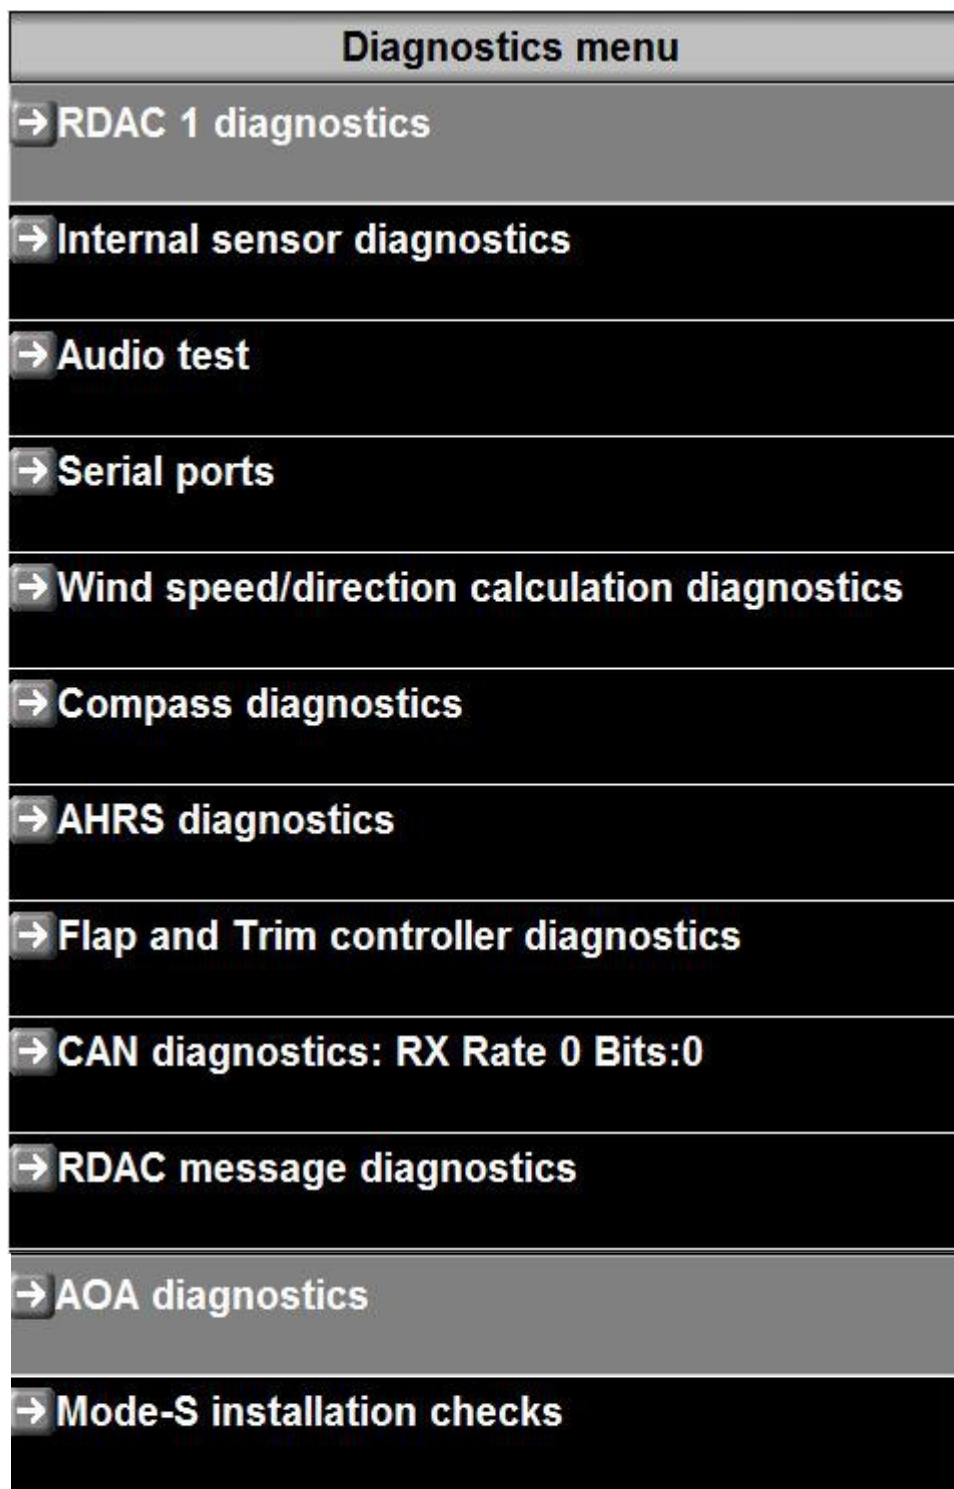 Diagnostics menu
RDAC 1 diagnostics
Internal sensor diagnostics
Audio test
Serial ports
Wind speed/direction calculation diagnostics
Compass diagnostics
AHRS diagnostics
Flap and Trim controller diagnostics
CAN diagnostics: RX Rate 0 Bits:0
RDAC message diagnostics
AOA diagnostics
Mode-S installation checks